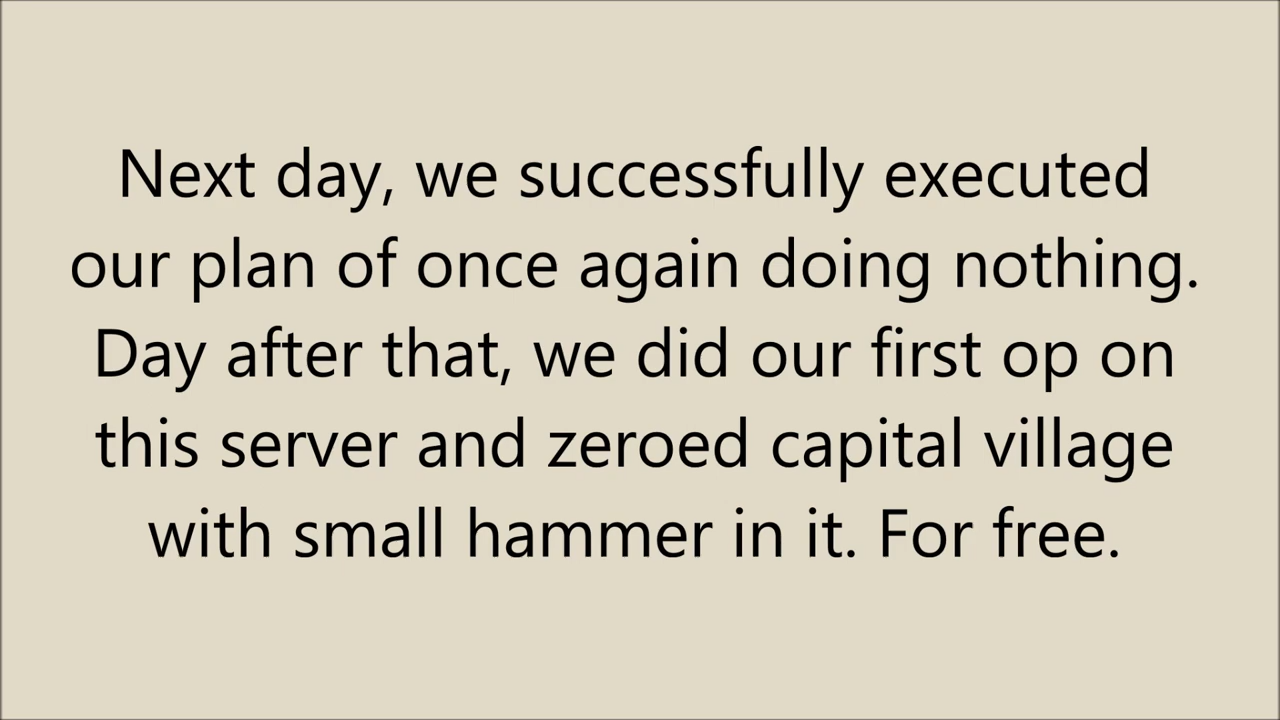 Next day, we successfully executed
our plan of once again doing nothing.
Day after that, we did our first op on
this server and zeroed capital village
with small hammer in it. For free.